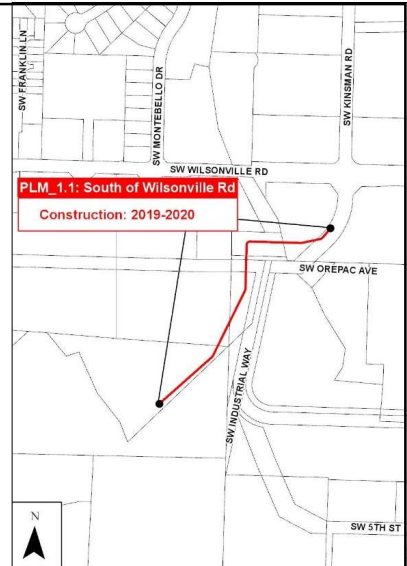 SW FRANKLIN LN
SW MONTEBELLO DR
SW KINSMAN RD
SW WILSONVILLE RD
PLM_1.1: South of Wilsonville Rd
Construction: 2019-2020
SW OREPAC AVE
SW INDUSTRIAL WAY
SW 5TH ST
N